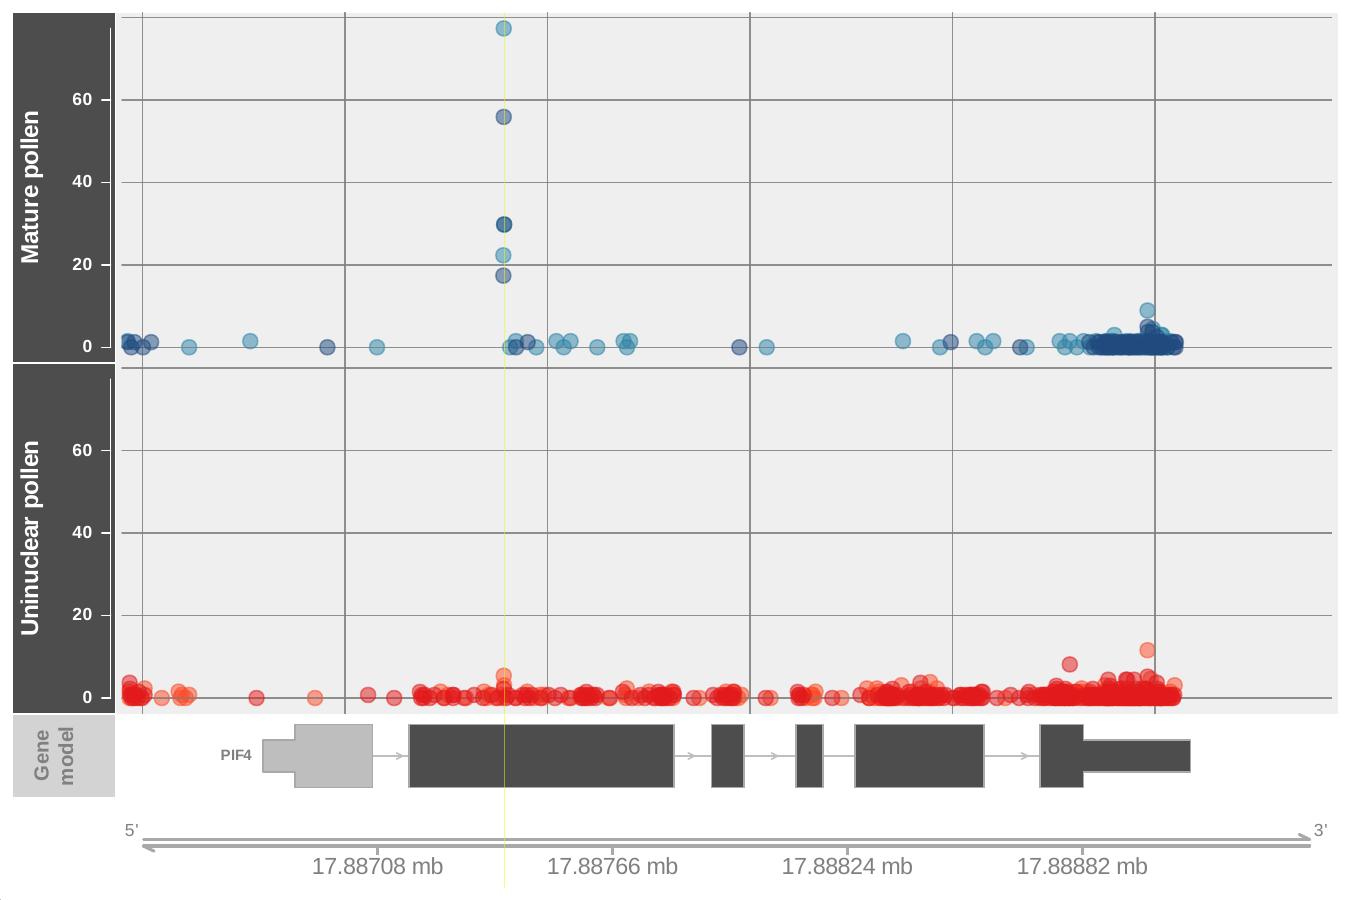 Mature pollen
60
40
20
0
Uninuclear pollen
60
40
20
0
Gene
model
PIF4
5'
3'
17.88708 mb
17.88766 mb
17.88824 mb
17.88882 mb